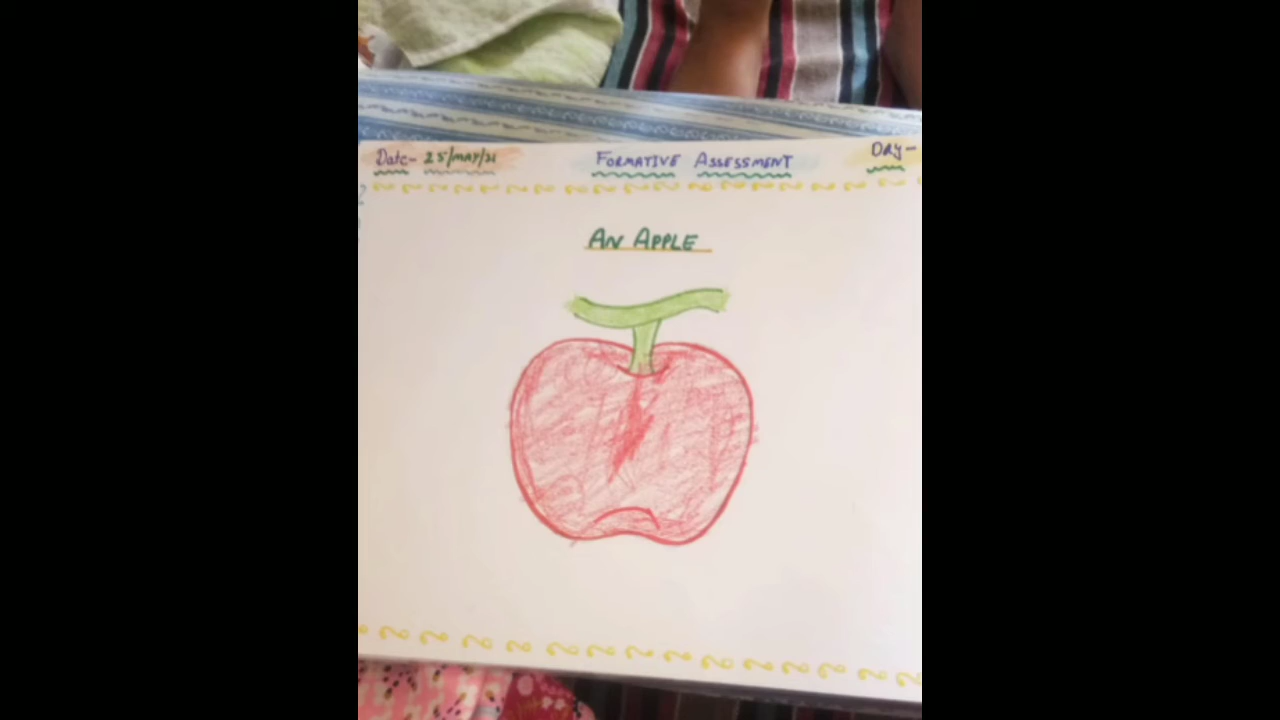 Date- 25/MAY/21 FORMATIVE ASSESSMENT DAY-
AN APPLE